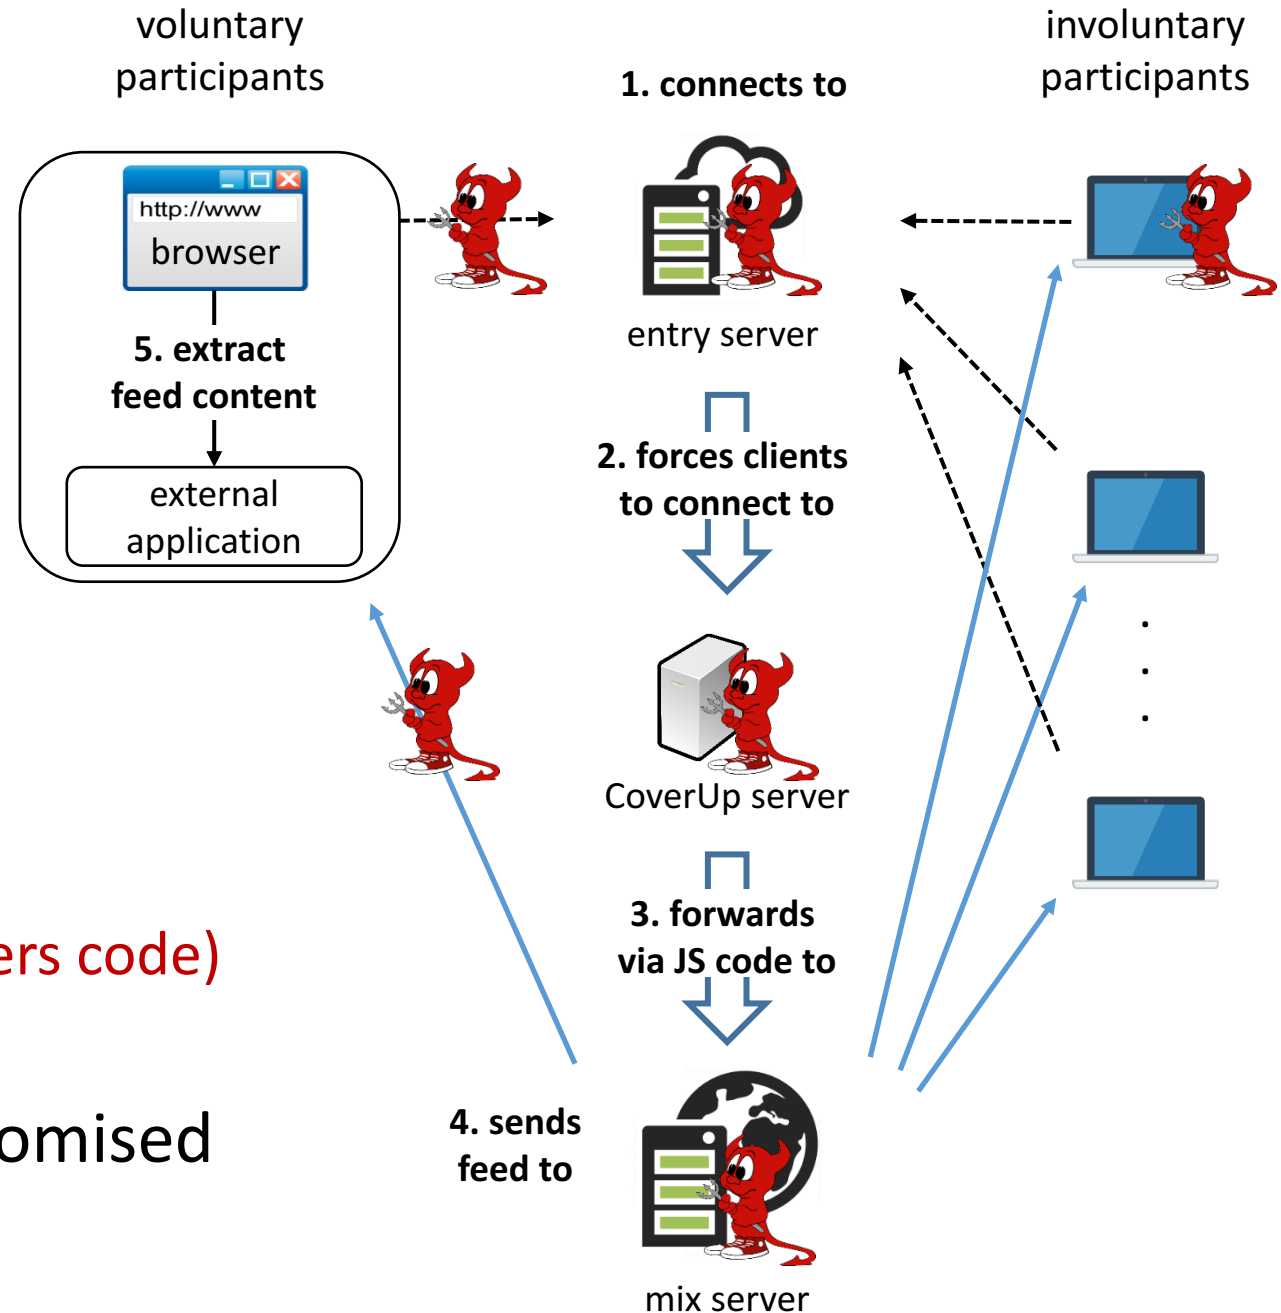 voluntary
participants
involuntary
participants
1. connects to
http://www
browser
entry server
5. extract
feed content
2. forces clients
to connect to
external
application
CoverUp server
3. forwards
via JS code to
ers code)
4. sends
feed to
omised
mix server